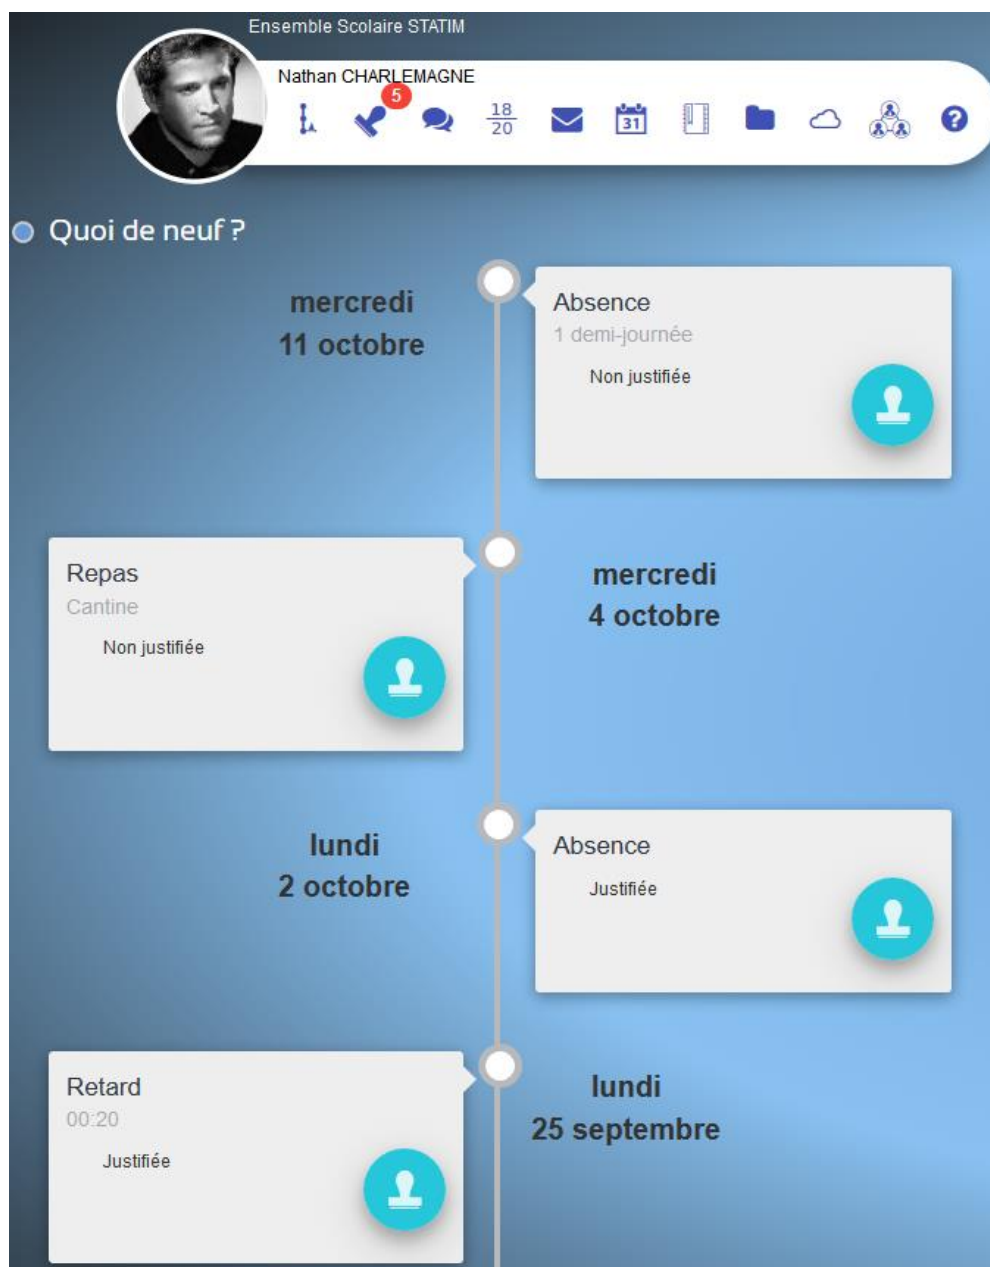 Ensemble Scolaire STATIM
Nathan CHARLEMAGNE
5
18
20
31
?
Quoi de neuf ?
mercredi
11 octobre
Absence
1 demi-journée
Non justifiée
Repas
Cantine
Non justifiée
mercredi
4 octobre
lundi
2 octobre
Absence
Justifiée
Retard
00:20
Justifiée
lundi
25 septembre